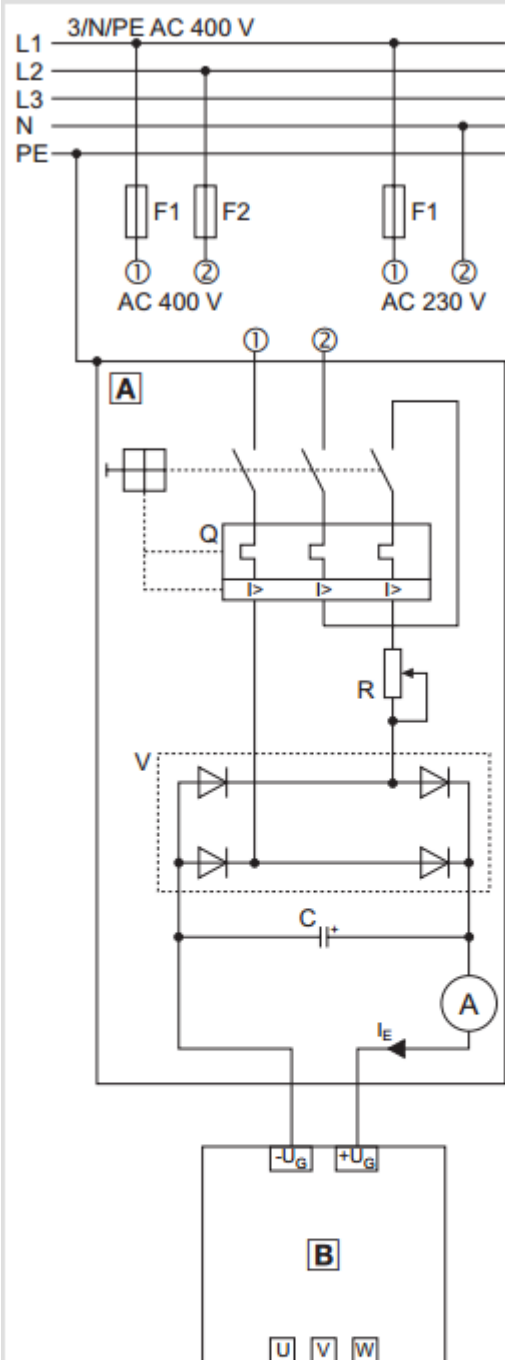 3/N/PE AC 400 V
L1
L2
L3
N
PE
F1 F2 F1
① ② ① ②
AC 400 V AC 230 V
① ②
A
Q
I> I> I>
R
V
C +
A
IE
-UG +UG
B
U V W